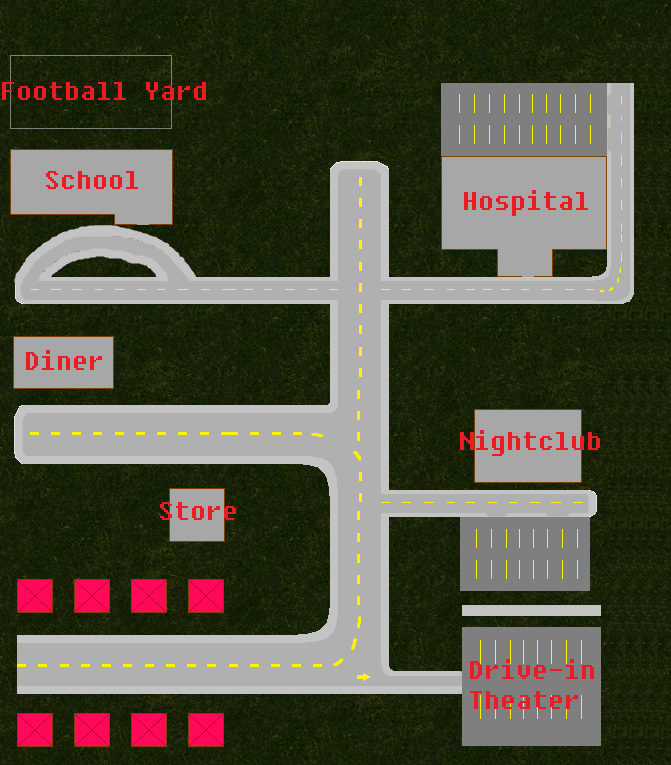 Football Yard
School
Hospital
Diner
Nightclub
Store
Drive-in
Theater